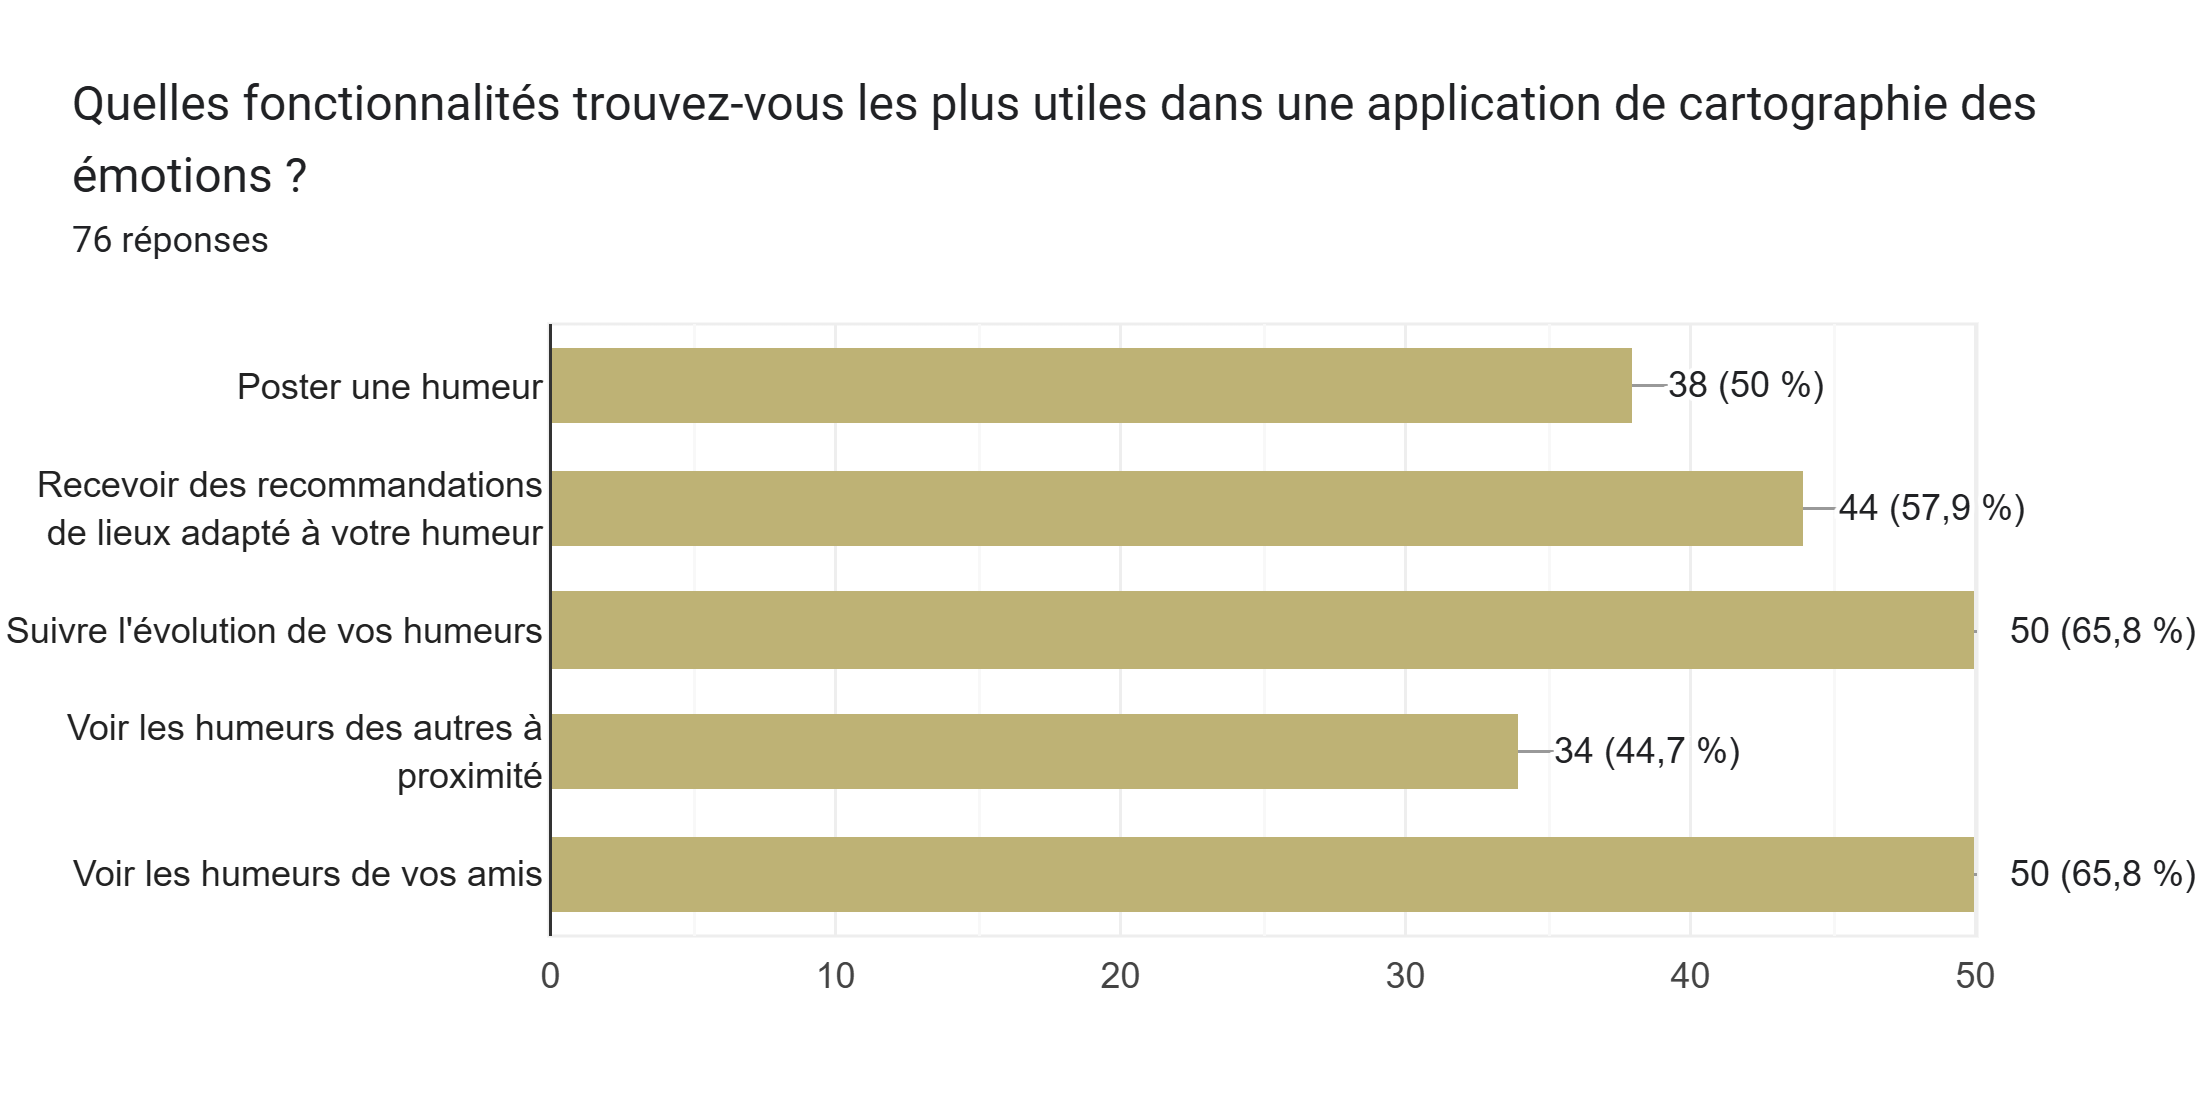 Quelles fonctionnalités trouvez-vous les plus utiles dans une application de cartographie des
émotions ?
76 réponses
Poster une humeur
38 (50 %)
Recevoir des recommandations
de lieux adapté à votre humeur
44 (57,9 %)
Suivre l'évolution de vos humeurs
50 (65,8 %)
Voir les humeurs des autres à
proximité
34 (44,7 %)
Voir les humeurs de vos amis
50 (65,8 %)
0 10 20 30 40 50